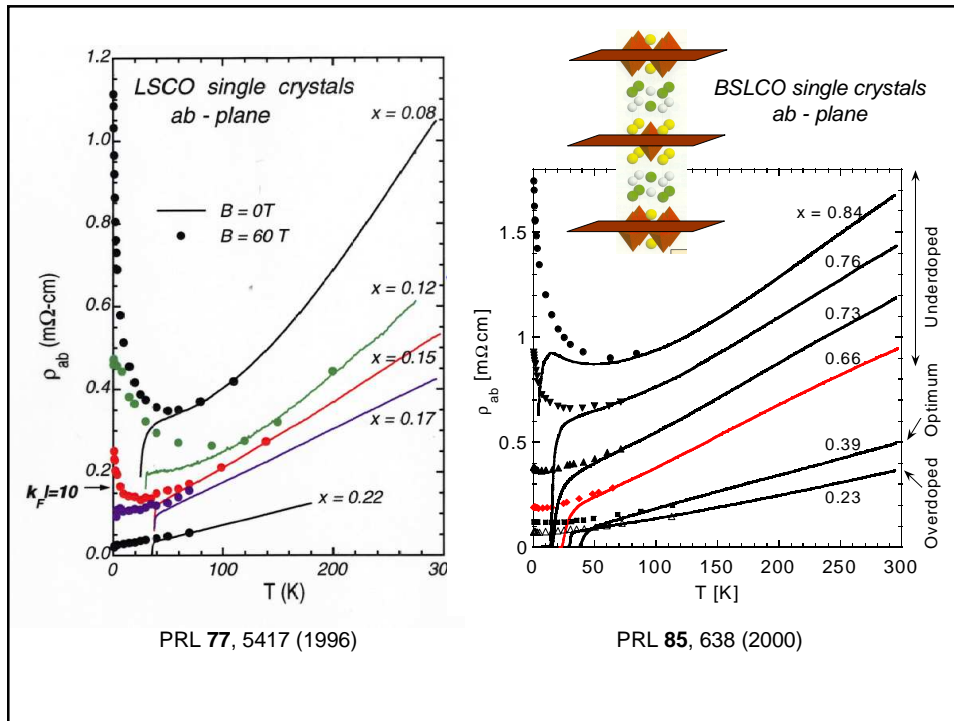 LSCO single crystals
ab - plane
B = 0T
B = 60 T
x = 0.08
x = 0.12
x = 0.15
x = 0.17
x = 0.22
1.2
1.0
0.8
0.6
0.4
0.2
0.0
ρab (mΩ-cm)
kFl=10
0
100
200
300
T (K)
PRL 77, 5417 (1996)
BSLCO single crystals
ab - plane
x = 0.84
0.76
0.73
0.66
0.39
0.23
1.5
1
0.5
0
ρab [mΩcm]
0
50
100
150
200
250
300
T [K]
Underdoped
Optimum
Overdoped
PRL 85, 638 (2000)